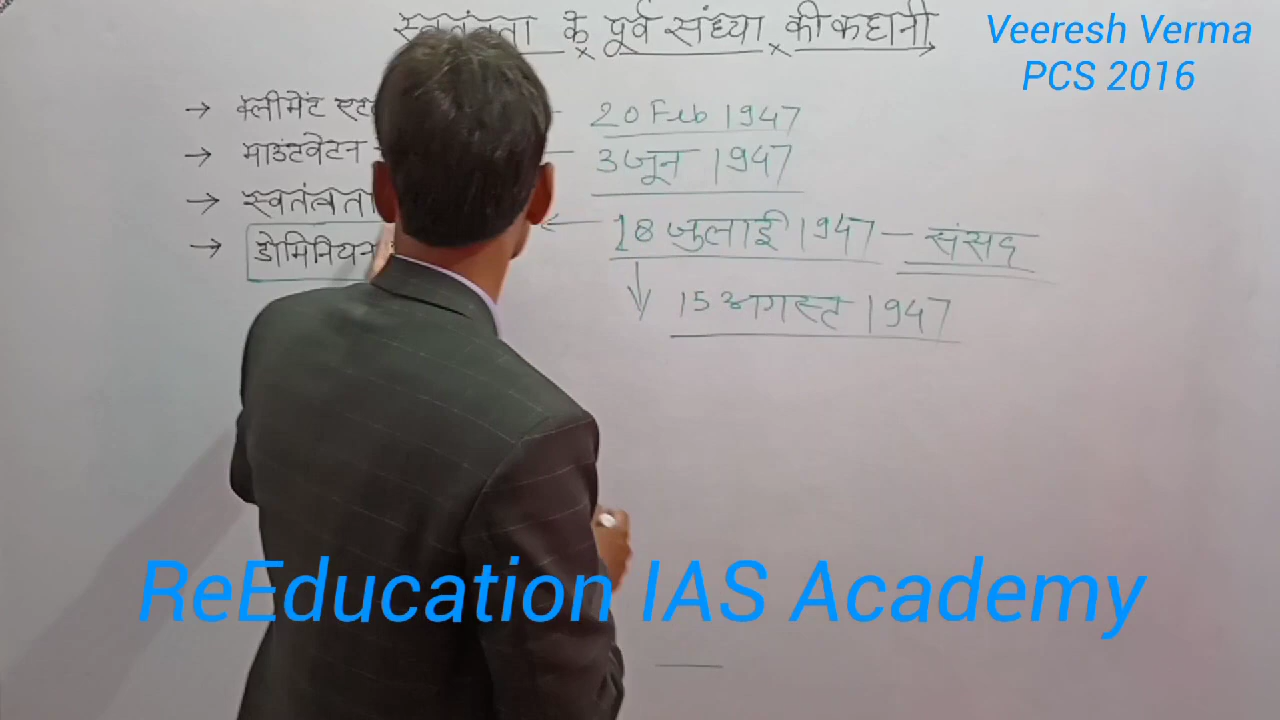 स्वतंत्रता के पूर्व संध्या की कहानी
Veeresh Verma
PCS 2016
→ क्लीमेंट 20 Feb 1947
→ माउंटबेटन 3 जून 1947
→ स्वतंत्रता ← 18 जुलाई 1947 – संसद
→ डोमिनियन ↓ 15 अगस्त 1947
ReEducation IAS Academy